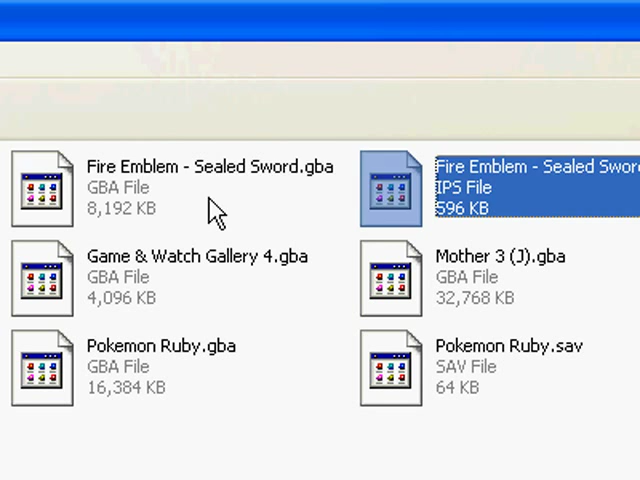 Fire Emblem - Sealed Sword.gba
GBA File
8,192 KB
Fire Emblem - Sealed Swor
IPS File
596 KB
Game & Watch Gallery 4.gba
GBA File
4,096 KB
Mother 3 (J).gba
GBA File
32,768 KB
Pokemon Ruby.gba
GBA File
16,384 KB
Pokemon Ruby.sav
SAV File
64 KB